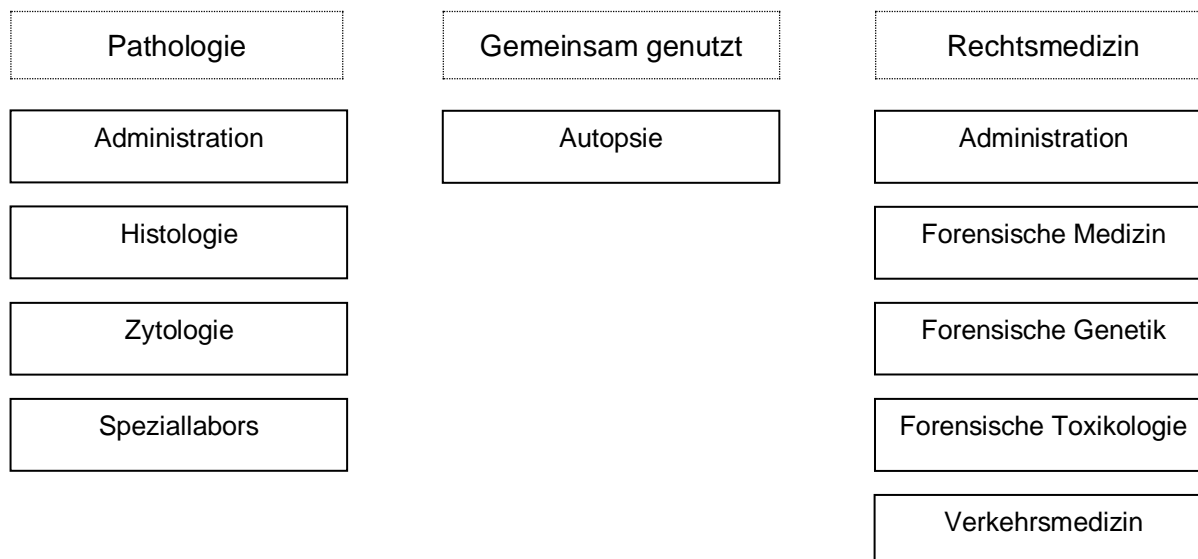 Pathologie
Administration
Histologie
Zytologie
Speziallabors
Gemeinsam genutzt
Autopsie
Rechtsmedizin
Administration
Forensische Medizin
Forensische Genetik
Forensische Toxikologie
Verkehrsmedizin